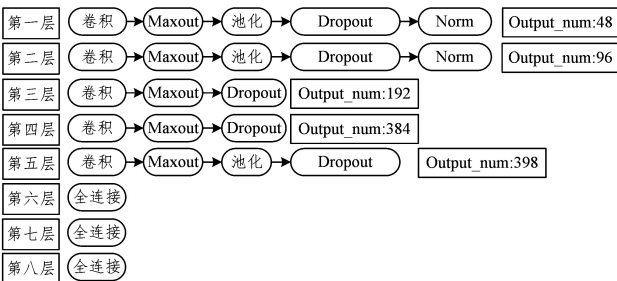 第一层 卷积 Maxout 池化 Dropout Norm Output_num:48
第二层 卷积 Maxout 池化 Dropout Norm Output_num:96
第三层 卷积 Maxout Dropout Output_num:192
第四层 卷积 Maxout Dropout Output_num:384
第五层 卷积 Maxout 池化 Dropout Output_num:398
第六层 全连接
第七层 全连接
第八层 全连接